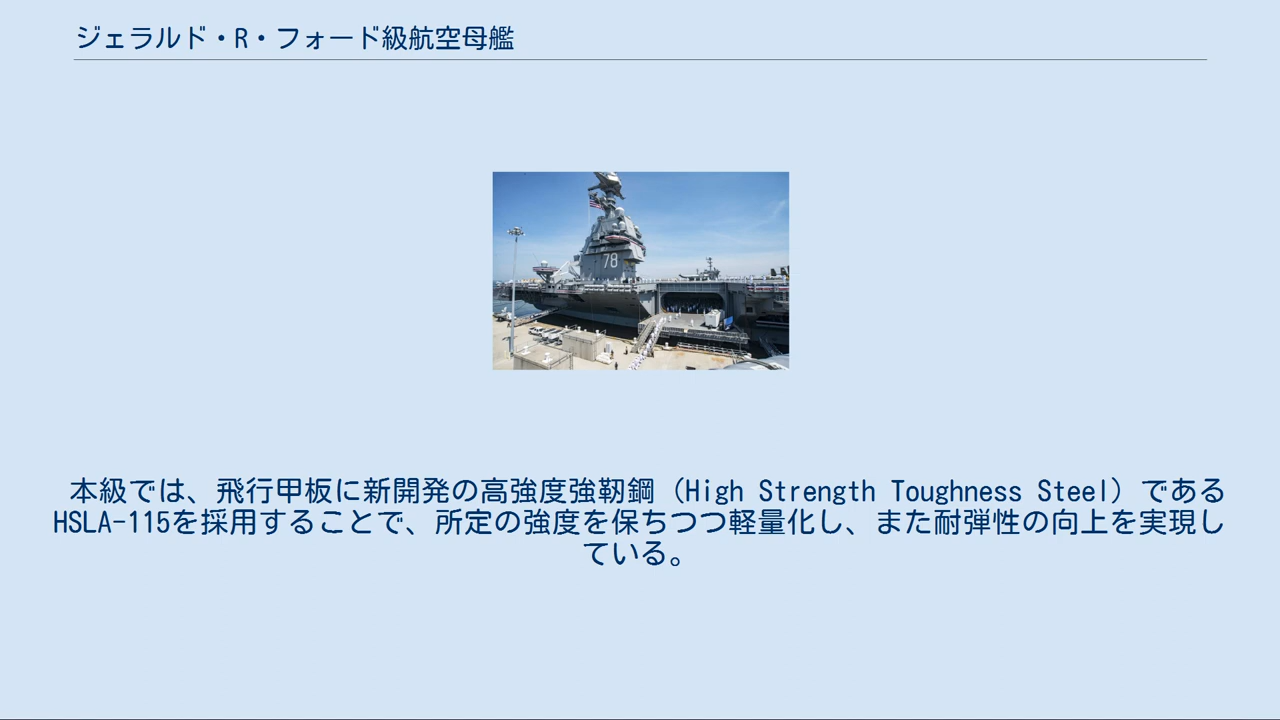 ジェラルド・R・フォード級航空母艦
78
本級では、飛行甲板に新開発の高強度強靭鋼（High Strength Toughness Steel）である
HSLA-115を採用することで、所定の強度を保ちつつ軽量化し、また耐弾性の向上を実現し
ている。